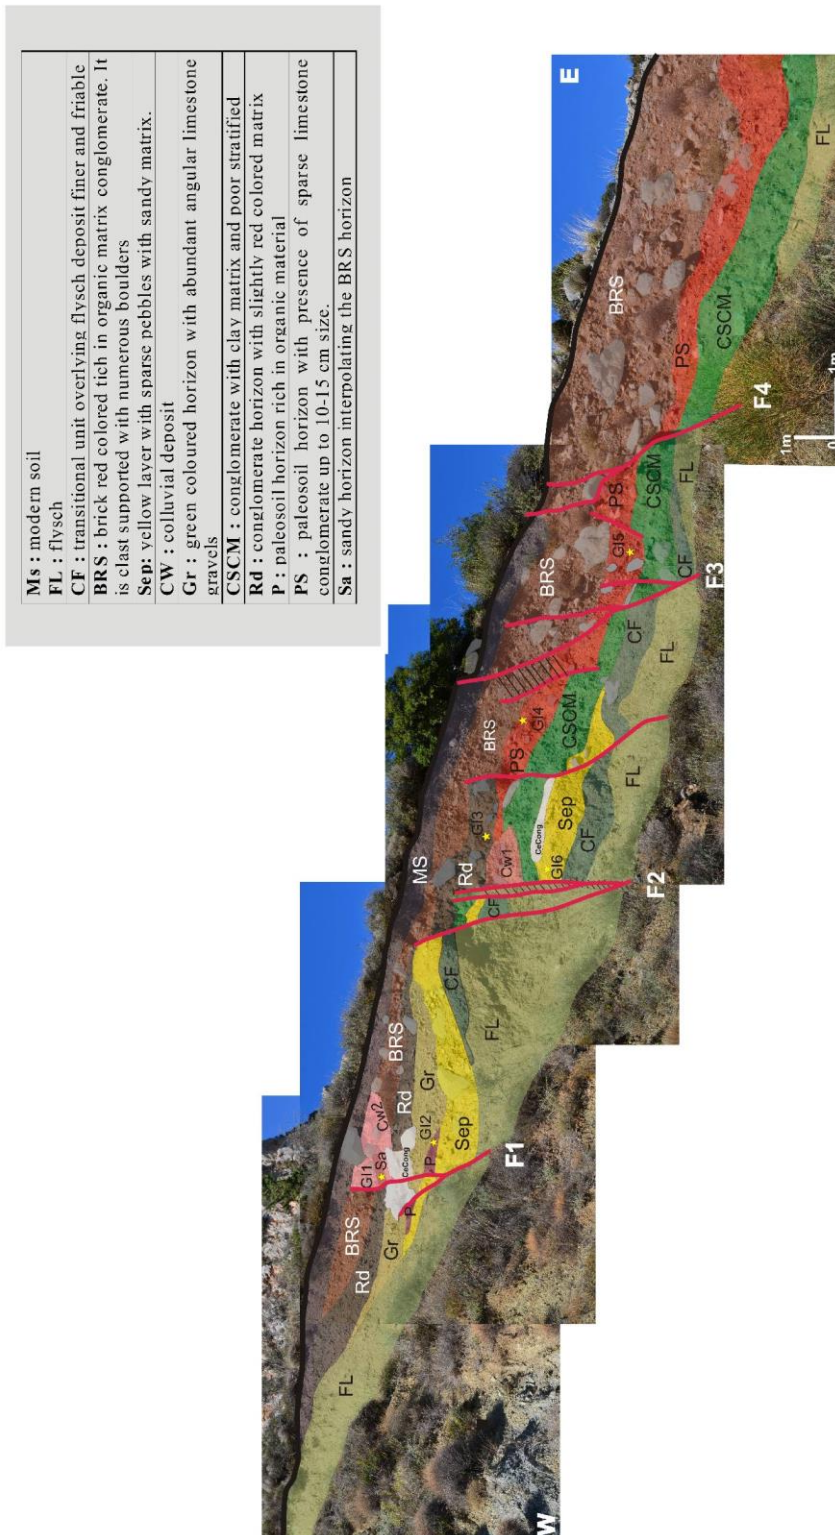 Ms : modern soil
FL : flysch
CF : transitional unit overlying flysch deposit finer and friable
BRS : brick red colored tich in organic matrix conglomerate. It
is clast supported with numerous boulders
Sep: yellow layer with sparse pebbles with sandy matrix.
CW : colluvial deposit
Gr : green coloured horizon with abundant angular limestone
gravels
CSCM : conglomerate with clay matrix and poor stratified
Rd : conglomerate horizon with slightly red colored matrix
P : paleosoil horizon rich in organic material
PS : paleosoil horizon with presence of sparse limestone
conglomerate up to 10-15 cm size.
Sa : sandy horizon interpolating the BRS horizon
W
FL
Rd
BRS
Gr
P
F1
Gl1
Sa
Cw2
CeCong
P
Gl2
Sep
Rd
Gr
BRS
CF
FL
MS
Rd
CF
F2
Gl3
Cw1
CeCong
Gl6
Sep
CF
FL
BRS
PS
Gl4
CSCM
CF
FL
F3
BRS
Gl5
PS
CSCM
CF
FL
F4
BRS
PS
CSCM
FL
E
1m
0
1m